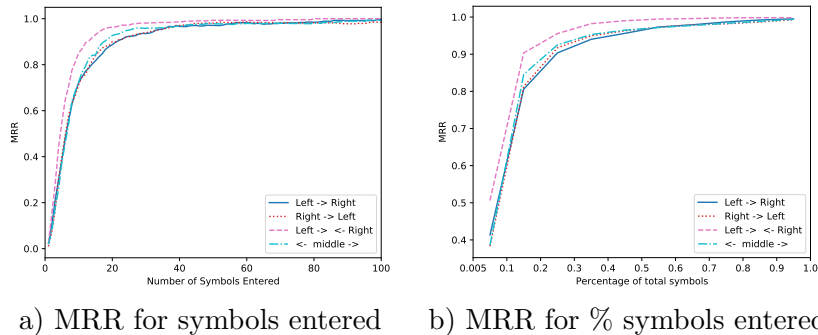 1.0
0.8
0.6
0.4
0.2
0.0
MRR
0 20 40 60 80 100
Number of Symbols Entered
Left -> Right
Right -> Left
Left -> <- Right
<- middle ->
a) MRR for symbols entered
1.0
0.9
0.8
0.7
0.6
0.5
0.4
MRR
0.005 0.1 0.2 0.3 0.4 0.5 0.6 0.7 0.8 0.9 1.0
Percentage of total symbols
Left -> Right
Right -> Left
Left -> <- Right
<- middle ->
b) MRR for % symbols entered